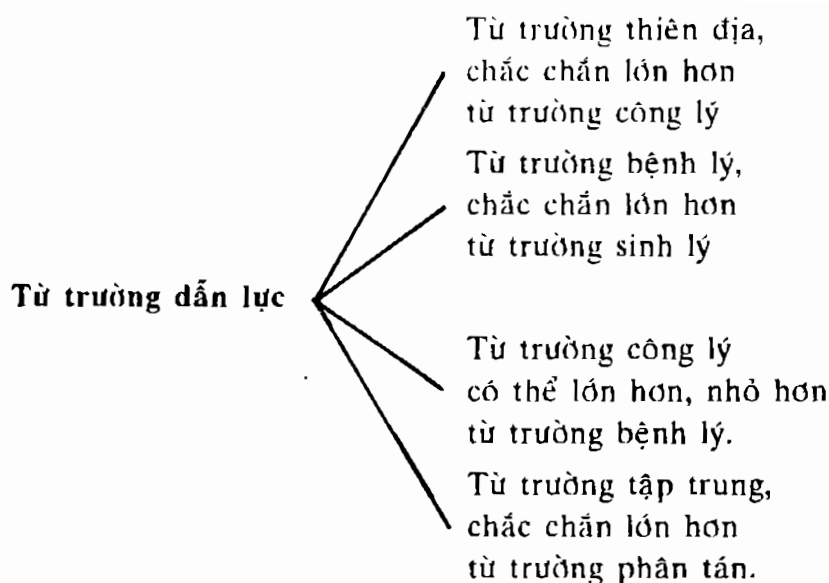 Từ trường thiên địa,
chắc chắn lớn hơn
từ trường công lý
Từ trường bệnh lý,
chắc chắn lớn hơn
từ trường sinh lý
Từ trường dẫn lực
Từ trường công lý
có thể lớn hơn, nhỏ hơn
từ trường bệnh lý.
Từ trường tập trung,
chắc chắn lớn hơn
từ trường phân tán.